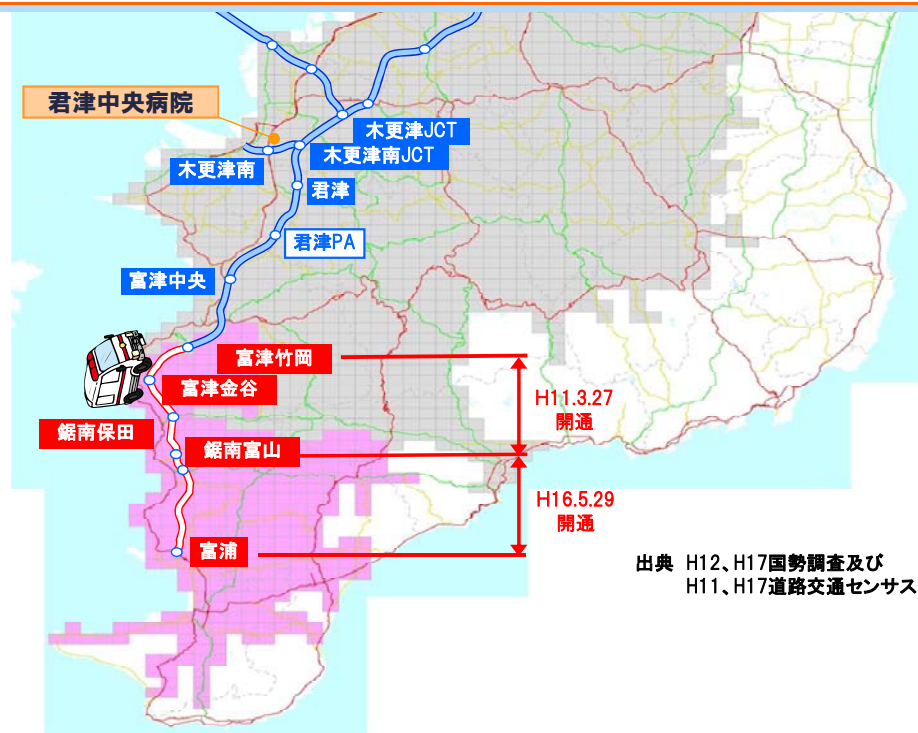 君津中央病院
木更津JCT
木更津南JCT
木更津南
君津
君津PA
富津中央
富津竹岡
富津金谷
H11.3.27
開通
鋸南保田
鋸南富山
H16.5.29
開通
富浦
出典 H12、H17国勢調査及び
H11、H17道路交通センサス